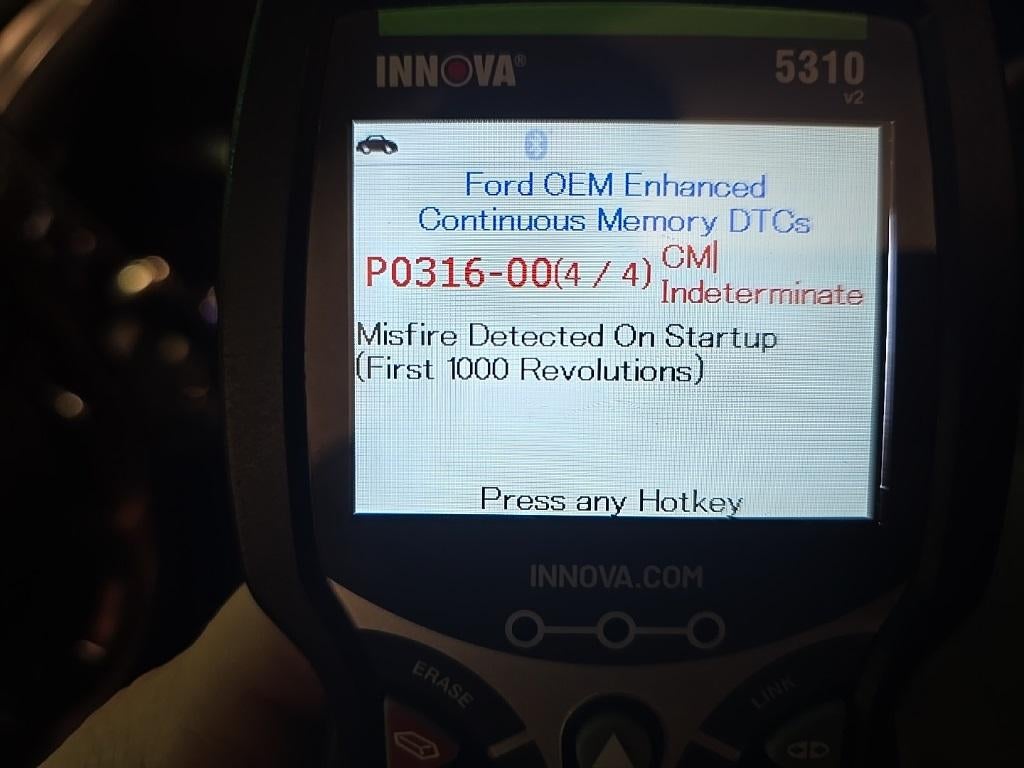 INNOVA®
5310
v2
Ford OEM Enhanced
Continuous Memory DTCs
P0316-00(4 / 4) CM|
Indeterminate
Misfire Detected On Startup
(First 1000 Revolutions)
Press any Hotkey
INNOVA.COM
ERASE
LINK